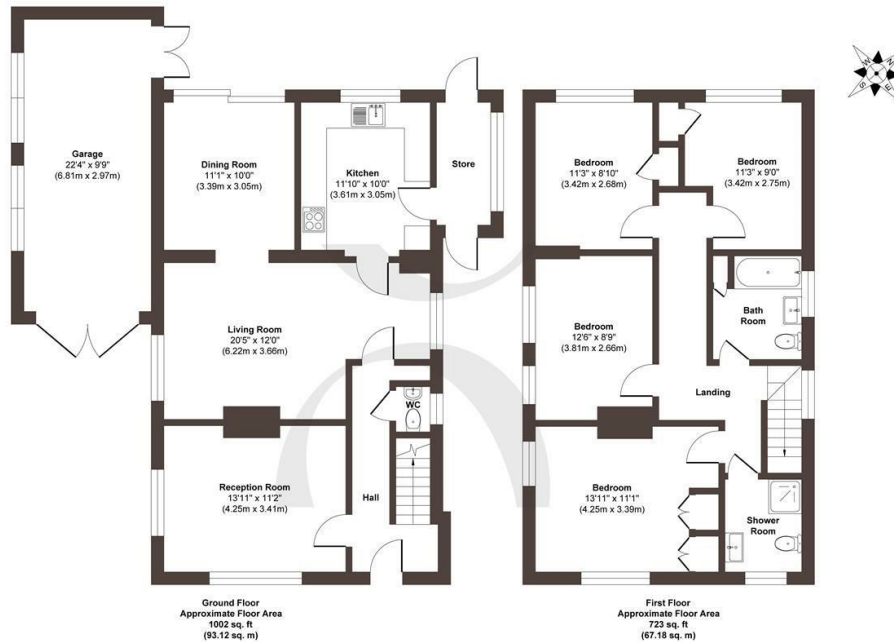 Garage
22'4" x 9'9"
(6.81m x 2.97m)
Dining Room
11'1" x 10'0"
(3.39m x 3.05m)
Kitchen
11'10" x 10'0"
(3.61m x 3.05m)
Store
Living Room
20'5" x 12'0"
(6.22m x 3.66m)
WC
Reception Room
13'11" x 11'2"
(4.25m x 3.41m)
Hall
Ground Floor
Approximate Floor Area
1002 sq. ft
(93.12 sq. m)
N
E
S
W
Bedroom
11'3" x 8'10"
(3.42m x 2.68m)
Bedroom
11'3" x 9'0"
(3.42m x 2.75m)
Bedroom
12'6" x 8'9"
(3.81m x 2.66m)
Bath
Room
Landing
Bedroom
13'11" x 11'1"
(4.25m x 3.39m)
Shower
Room
First Floor
Approximate Floor Area
723 sq. ft
(67.18 sq. m)